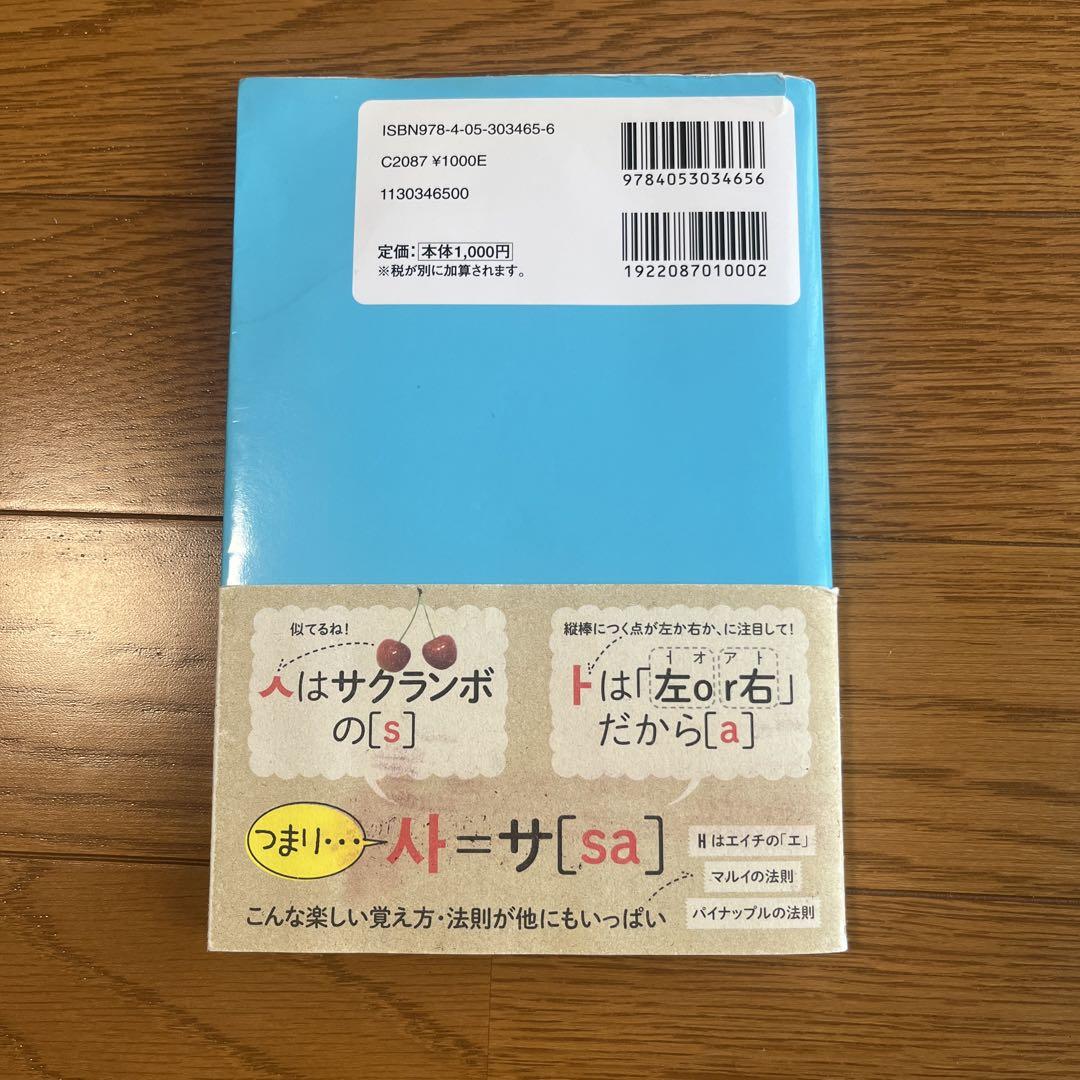 ISBN978-4-05-303465-6
C2087 ¥1000E
1130346500
定価：本体1,000円
※税が別に加算されます。
9784053034656
1922087010002
似てるね！
ㅅはサクランボ
の[s]
縦棒につく点が左か右か、に注目して！
ㅓ オ ア ㅏ
ㅏは「左or右」
だから[a]
つまり・・・
사＝サ[sa]
こんな楽しい覚え方・法則が他にもいっぱい
Hはエイチの「エ」
マルイの法則
パイナップルの法則